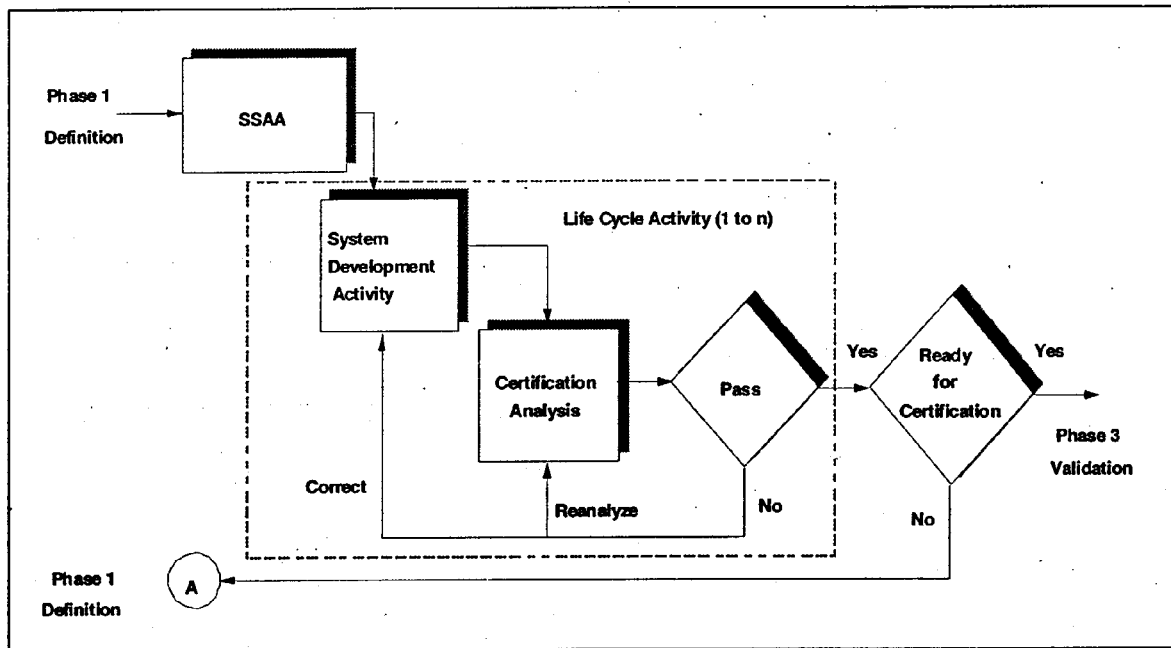 Phase 1
Definition
SSAA
Life Cycle Activity (1 to n)
System
Development
Activity
Certification
Analysis
Pass
Yes
Ready
for
Certification
Yes
Phase 3
Validation
Correct
Reanalyze
No
No
Phase 1
Definition
A